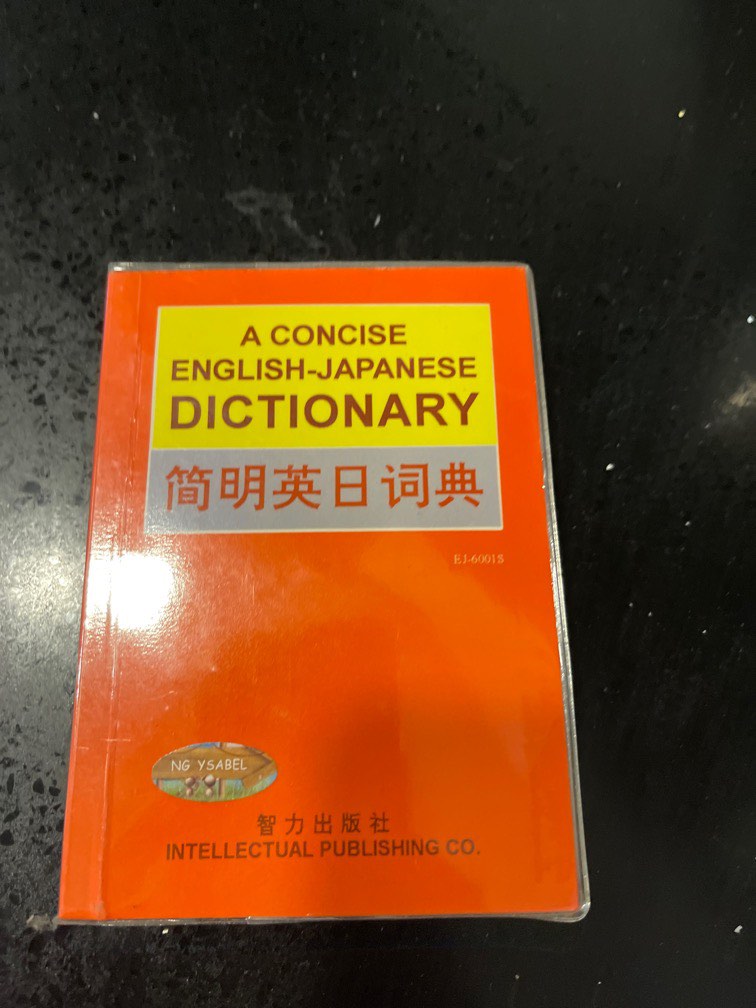 A CONCISE
ENGLISH-JAPANESE
DICTIONARY
简明英日词典
EJ-6001S
NG YSABEL
智力出版社
INTELLECTUAL PUBLISHING CO.